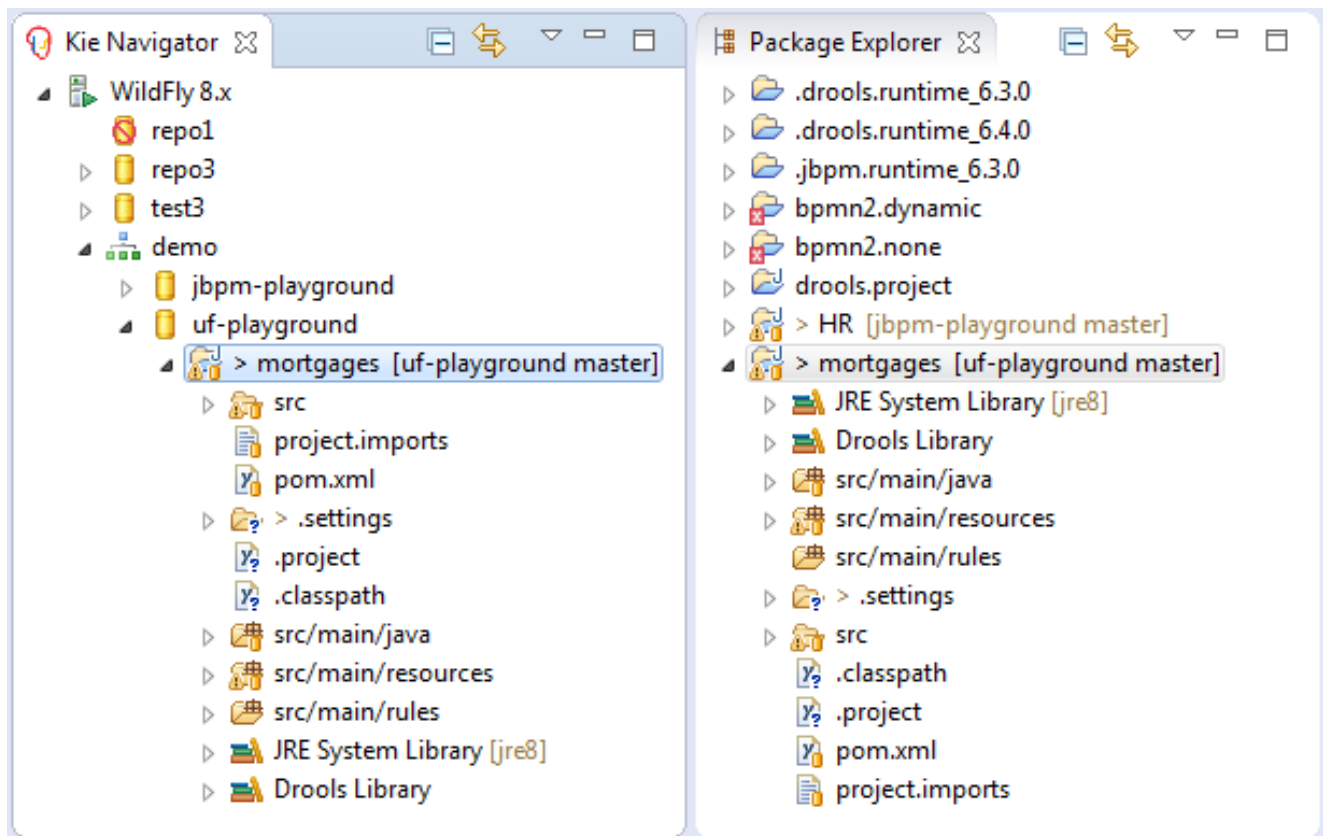 Kie Navigator
WildFly 8.x
repo1
repo3
test3
demo
jbpm-playground
uf-playground
> mortgages [uf-playground master]
src
project.imports
pom.xml
> .settings
.project
.classpath
src/main/java
src/main/resources
src/main/rules
JRE System Library [jre8]
Drools Library
Package Explorer
.drools.runtime_6.3.0
.drools.runtime_6.4.0
.jbpm.runtime_6.3.0
bpmn2.dynamic
bpmn2.none
drools.project
> HR [jbpm-playground master]
> mortgages [uf-playground master]
JRE System Library [jre8]
Drools Library
src/main/java
src/main/resources
src/main/rules
> .settings
src
.classpath
.project
pom.xml
project.imports